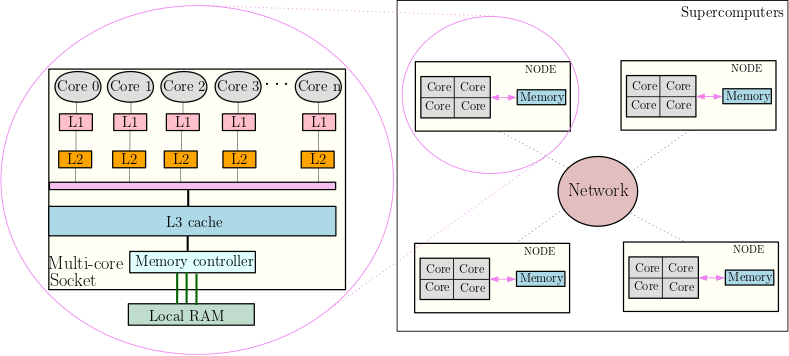 Supercomputers
Core 0 Core 1 Core 2 Core 3 · · · Core n
L1 L1 L1 L1 L1
L2 L2 L2 L2 L2
L3 cache
Memory controller
Multi-core
Socket
Local RAM
NODE
Core Core
Core Core
Memory
NODE
Core Core
Core Core
Memory
Network
NODE
Core Core
Core Core
Memory
NODE
Core Core
Core Core
Memory